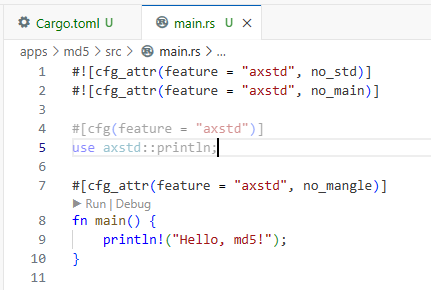 Cargo.toml U
main.rs U
apps > md5 > src > main.rs > ...
1 #![cfg_attr(feature = "axstd", no_std)]
2 #![cfg_attr(feature = "axstd", no_main)]
3
4 #[cfg(feature = "axstd")]
5 use axstd::println;
6
7 #[cfg_attr(feature = "axstd", no_mangle)]
Run | Debug
8 fn main() {
9 println!("Hello, md5!");
10 }
11